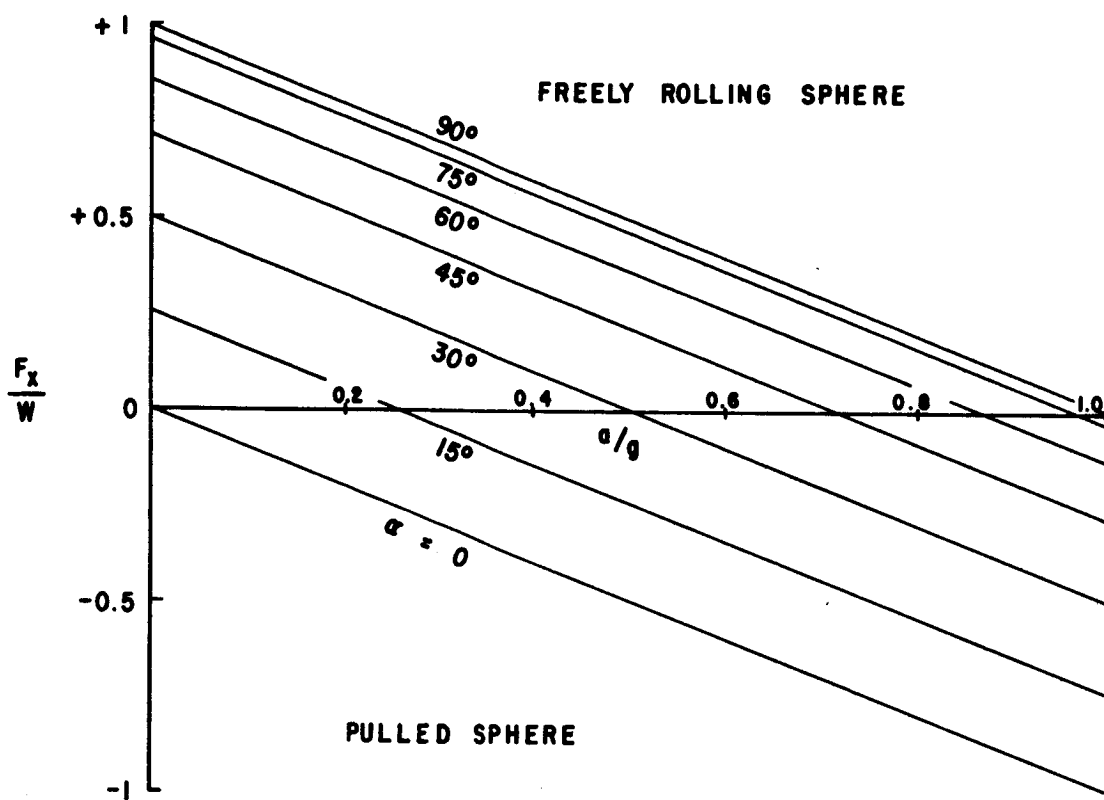 +1
FREELY ROLLING SPHERE
90°
75°
60°
+0.5
45°
30°
F_x
W
0
0.2
0.4
0.6
0.8
1.0
a/g
15°
α = 0
-0.5
PULLED SPHERE
-1